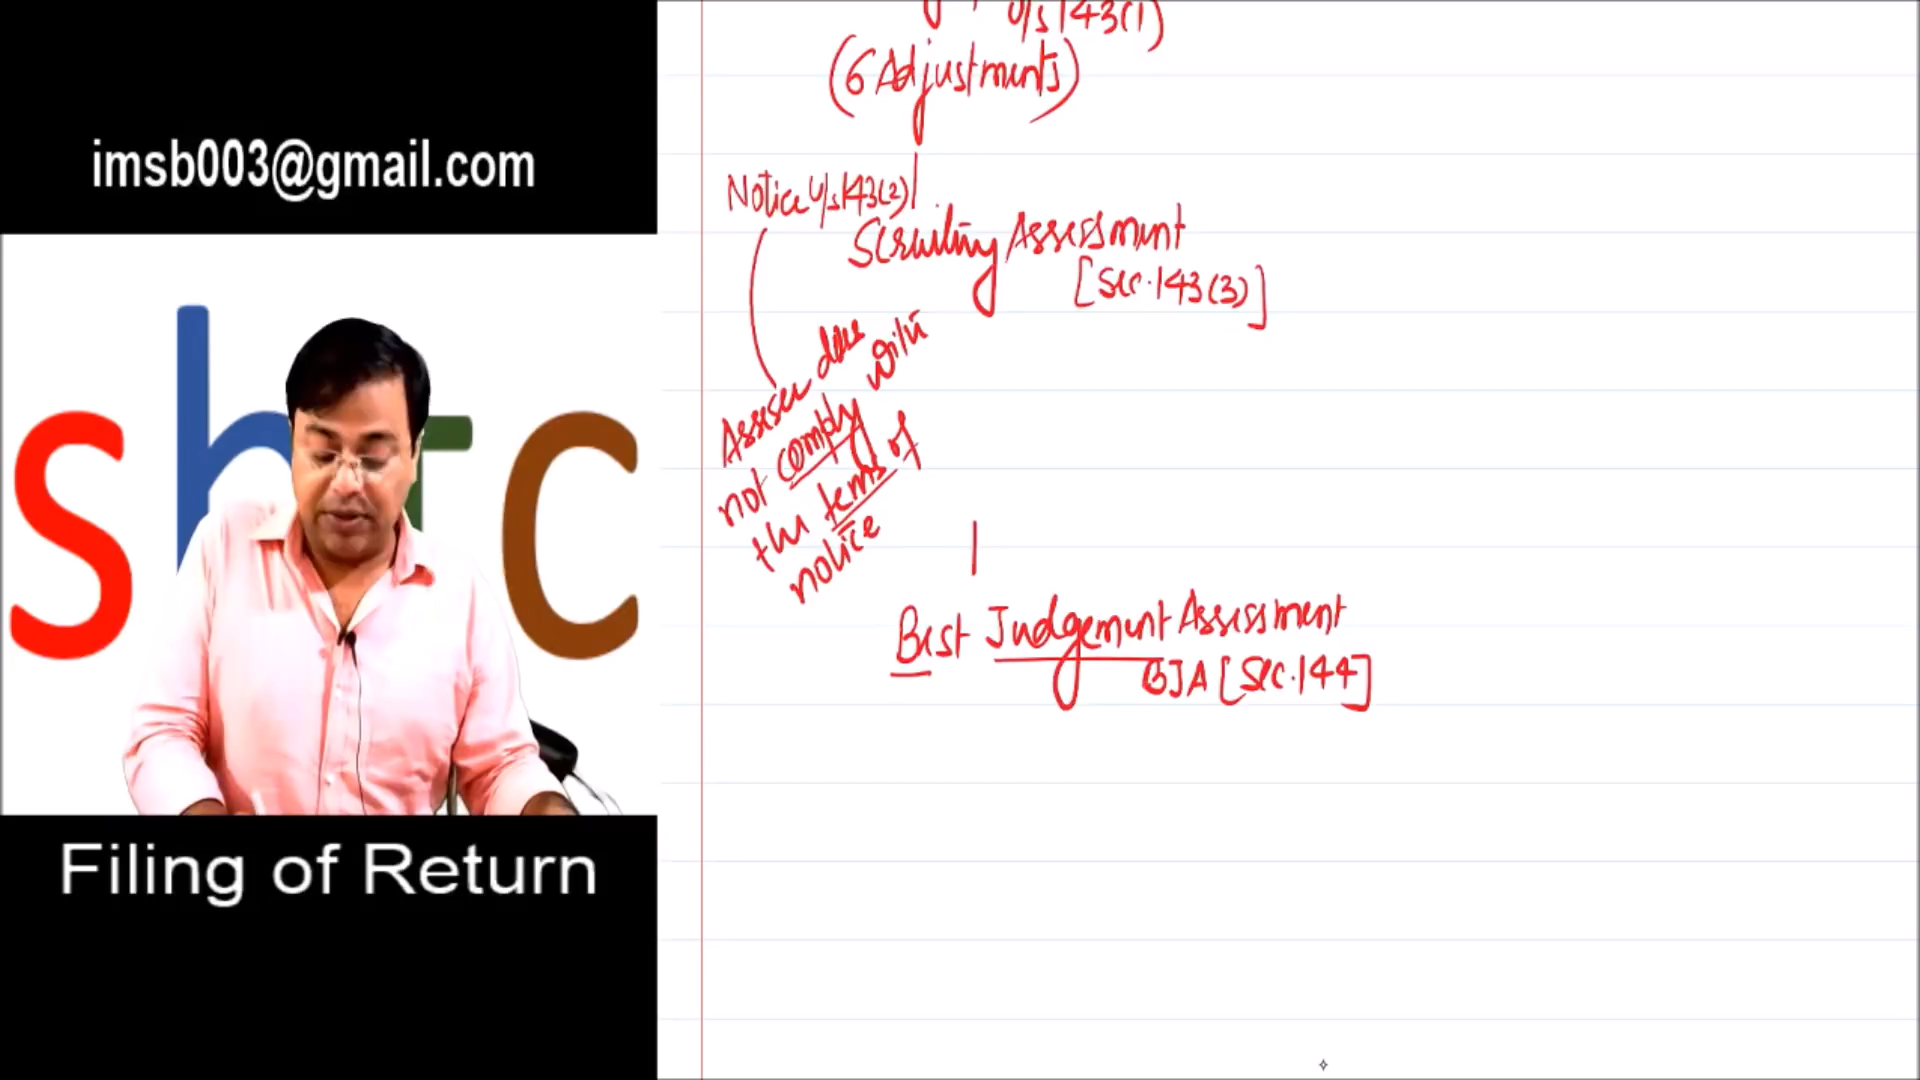 imsb003@gmail.com
shtc
Filing of Return
u/s 143(1)
(6 Adjustments)
Notice u/s 143(2)
Scrutiny Assessment
[Sec. 143(3)]
Assessee does
not comply with
the terms of
notice
Best Judgement Assessment
BJA [Sec. 144]